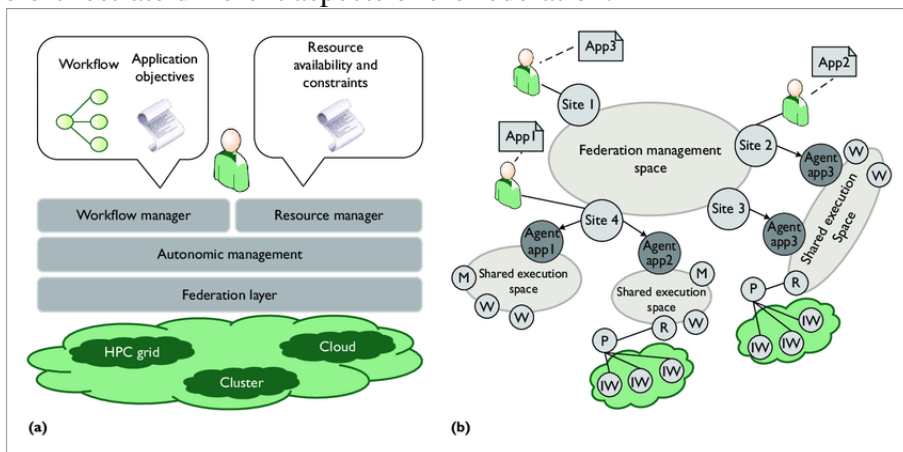 Workflow
Application
objectives
Resource
availability and
constraints
Workflow manager
Resource manager
Autonomic management
Federation layer
HPC grid
Cloud
Cluster
(a)
App3
App2
App1
Site 1
Federation management
space
Site 2
Agent
app3
W
W
Site 3
Agent
app3
Shared execution
Space
Site 4
Agent
app1
Agent
app2
M
Shared execution
space
W
W
M
Shared execution
space
W
P
R
IW
IW
IW
P
R
IW
IW
IW
(b)